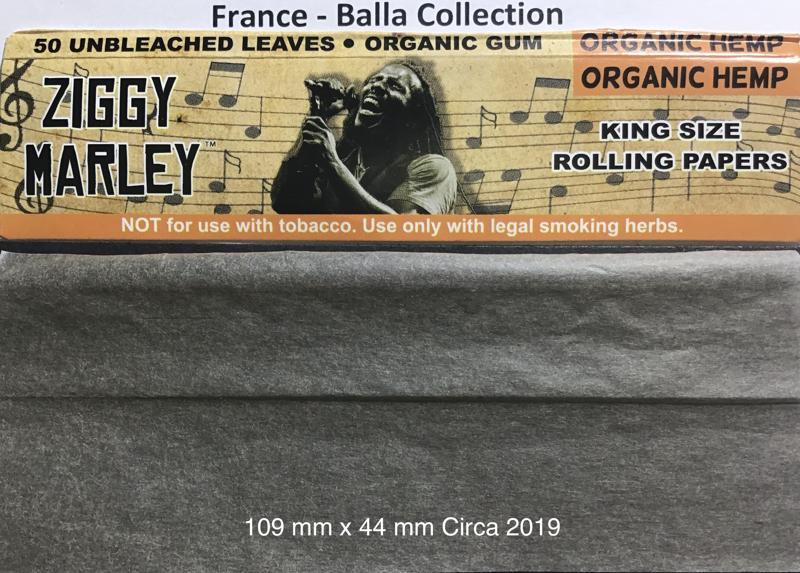 France - Balla Collection
50 UNBLEACHED LEAVES • ORGANIC GUM
ORGANIC HEMP
ORGANIC HEMP
ZIGGY
MARLEY™
KING SIZE
ROLLING PAPERS
NOT for use with tobacco. Use only with legal smoking herbs.
109 mm x 44 mm Circa 2019